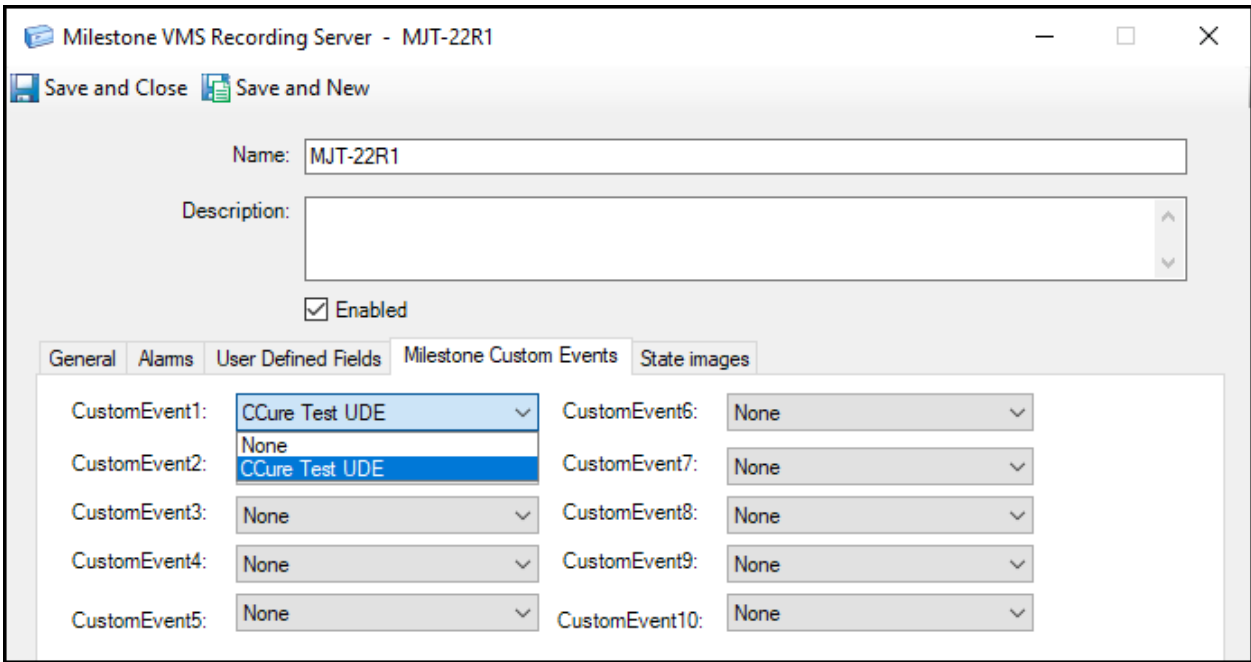 Milestone VMS Recording Server - MJT-22R1
Save and Close Save and New
Name: MJT-22R1
Description:
Enabled
General Alarms User Defined Fields Milestone Custom Events State images
CustomEvent1: CCure Test UDE CustomEvent6: None
None
CustomEvent2: CCure Test UDE CustomEvent7: None
CustomEvent3: None CustomEvent8: None
CustomEvent4: None CustomEvent9: None
CustomEvent5: None CustomEvent10: None